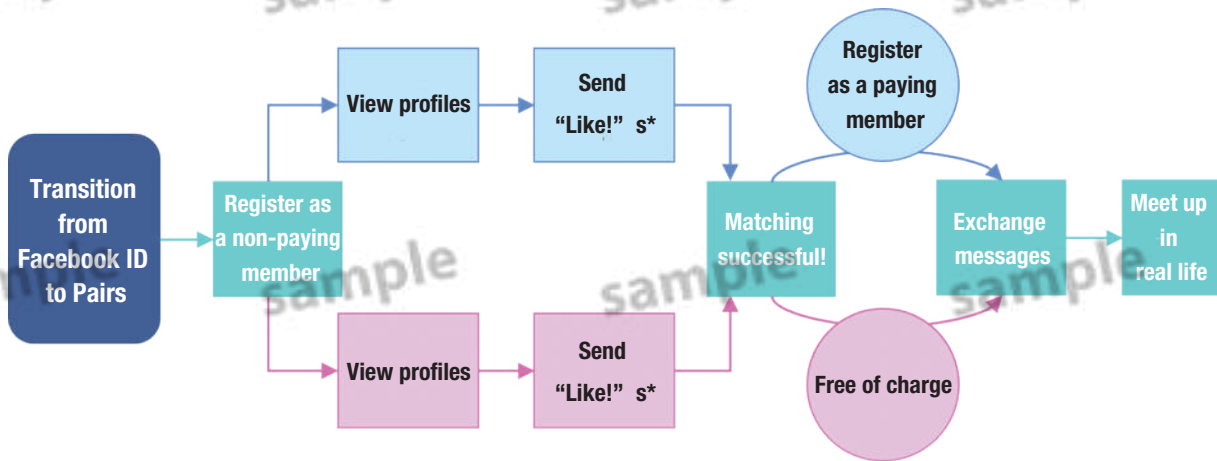 sample
sample
sample
Transition
from
Facebook ID
to Pairs
Register as
a non-paying
member
View profiles
Send
“Like!” s*
Register
as a paying
member
View profiles
Send
“Like!” s*
Matching
successful!
Free of charge
Exchange
messages
Meet up
in
real life
sample
sample
sample